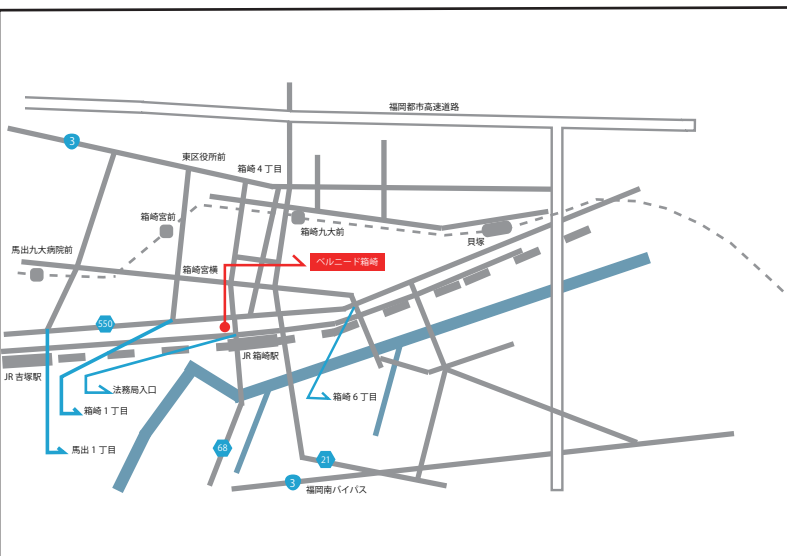 福岡都市高速道路
3
東区役所前
箱崎4丁目
箱崎宮前
箱崎九大前
貝塚
馬出九大病院前
箱崎宮横
ベルニード箱崎
550
JR箱崎駅
JR吉塚駅
法務局入口
箱崎6丁目
箱崎1丁目
馬出1丁目
68
21
3
福岡南バイパス